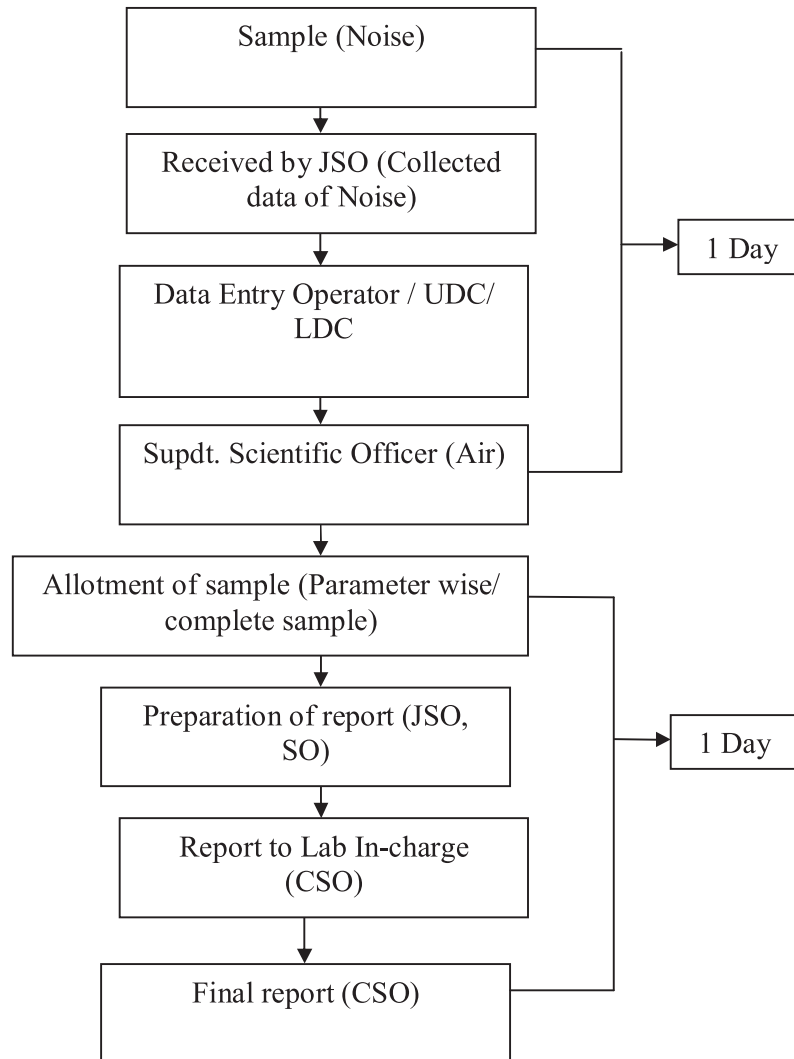 Sample (Noise)
Received by JSO (Collected
data of Noise)
1 Day
Data Entry Operator / UDC/
LDC
Supdt. Scientific Officer (Air)
Allotment of sample (Parameter wise/
complete sample)
Preparation of report (JSO,
SO)
1 Day
Report to Lab In-charge
(CSO)
Final report (CSO)